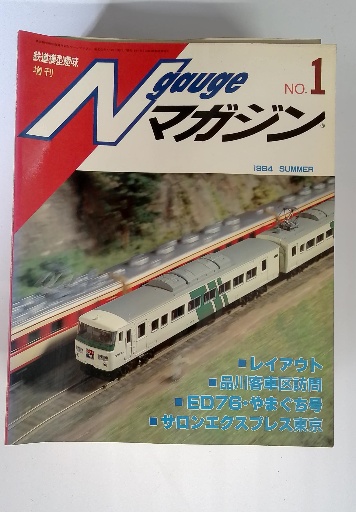 鉄道模型趣味
増刊
N gauge
マガジン
NO.1
1984 SUMMER
■レイアウト
■品川客車区訪問
■ED76・やまぐち号
■サロンエクスプレス東京